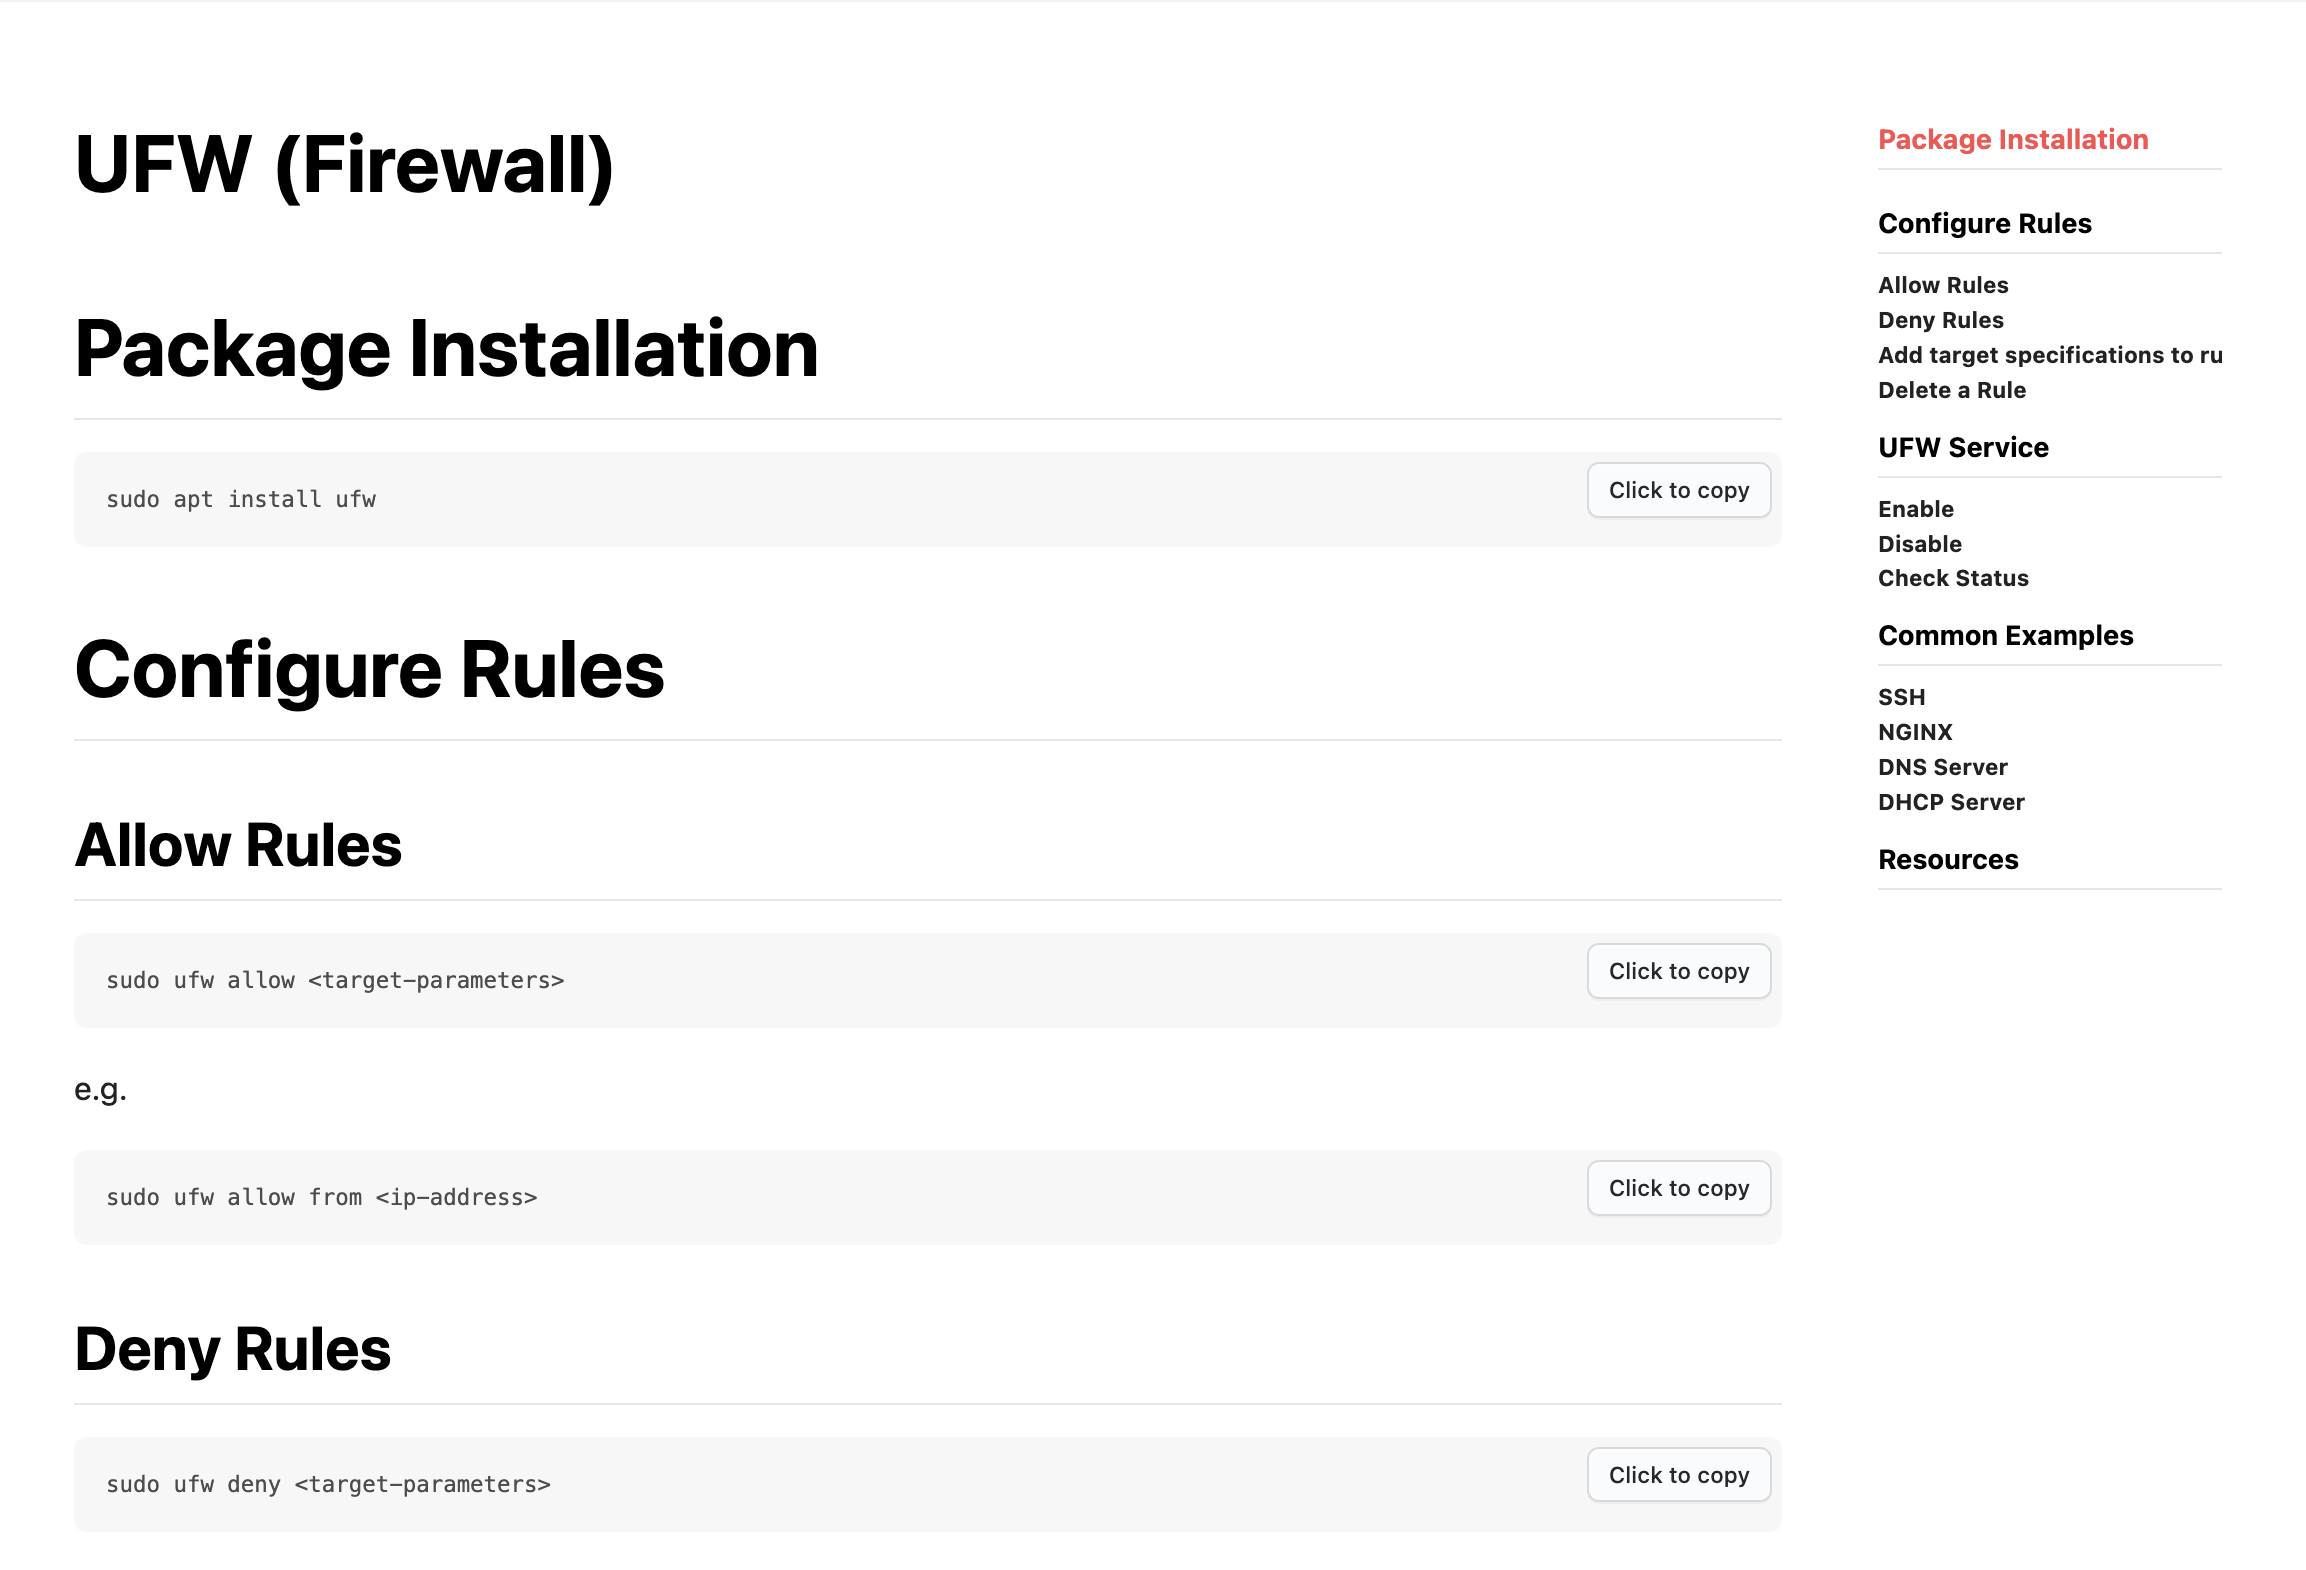 UFW (Firewall)
Package Installation
sudo apt install ufw
Click to copy
Configure Rules
Allow Rules
sudo ufw allow <target-parameters>
Click to copy
e.g.
sudo ufw allow from <ip-address>
Click to copy
Deny Rules
sudo ufw deny <target-parameters>
Click to copy
Package Installation
Configure Rules
Allow Rules
Deny Rules
Add target specifications to ru
Delete a Rule
UFW Service
Enable
Disable
Check Status
Common Examples
SSH
NGINX
DNS Server
DHCP Server
Resources